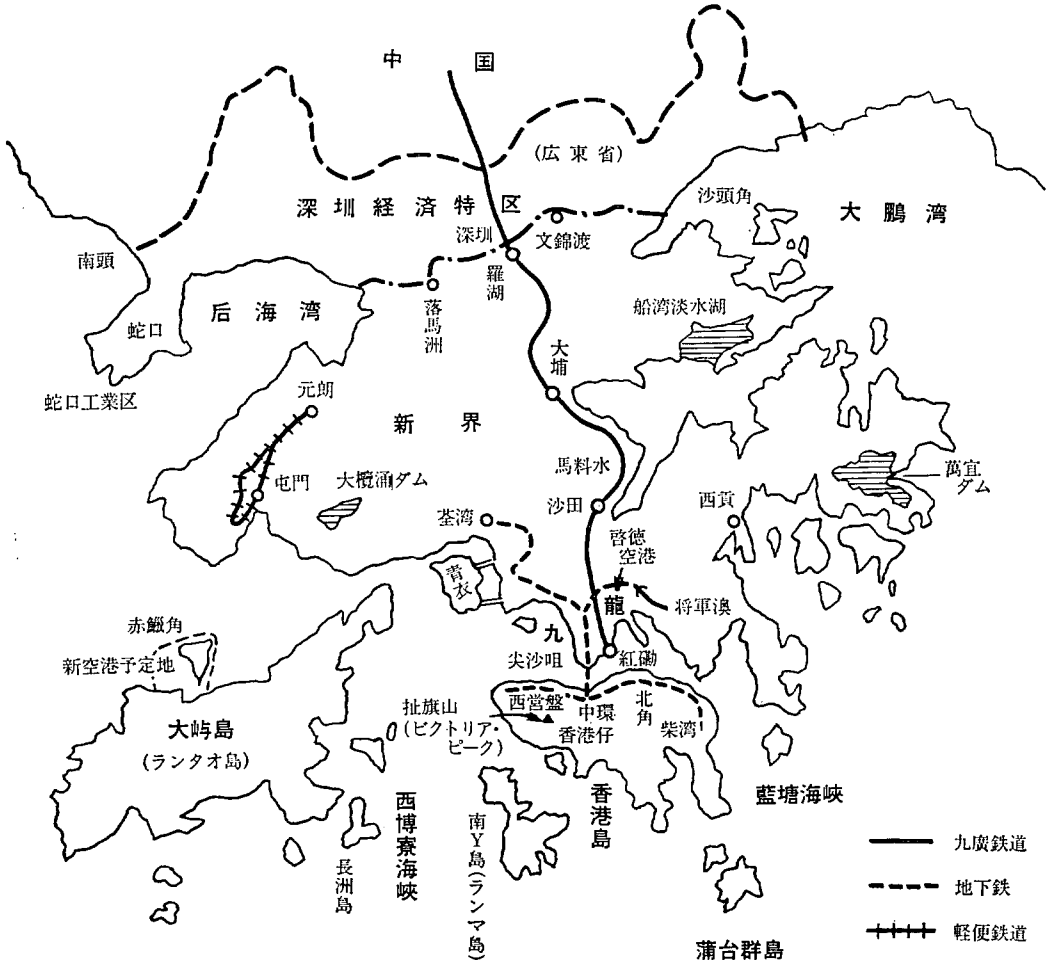 中国
(広東省)
深圳経済特区
沙頭角
大鵬湾
深圳
文錦渡
南頭
羅湖
落馬洲
后海湾
船湾淡水湖
蛇口
大埔
蛇口工業区
元朗
新界
馬料水
萬宜
ダム
屯門
大欖涌ダム
沙田
西貢
荃湾
啓徳
空港
青衣
龍
将軍澳
赤鱲角
九
新空港予定地
尖沙咀
紅磡
扯旗山
(ビクトリア・
ピーク)
西営盤
中環
北角
香港仔
柴湾
大嶼島
(ランタオ島)
香港島
藍塘海峡
西博寮海峡
南Y島(ランマ島)
長洲島
九廣鉄道
地下鉄
軽便鉄道
蒲台群島